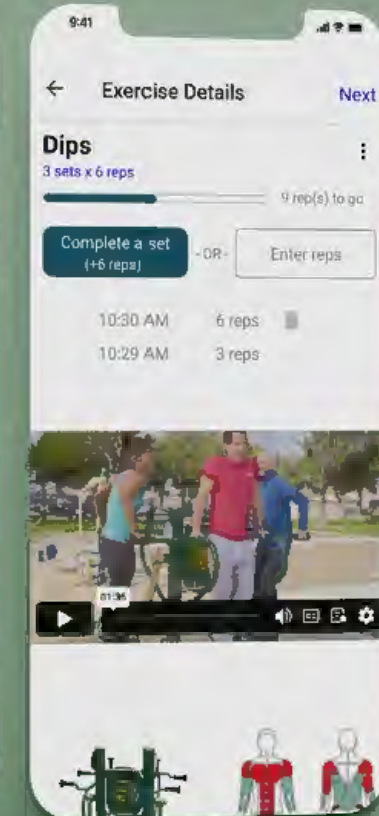 9:41
Exercise Details
Next
Dips
3 sets x 6 reps
9 rep(s) to go
Complete a set
(+6 reps)
- OR -
Enter reps
10:30 AM 6 reps
10:29 AM 3 reps
01:36